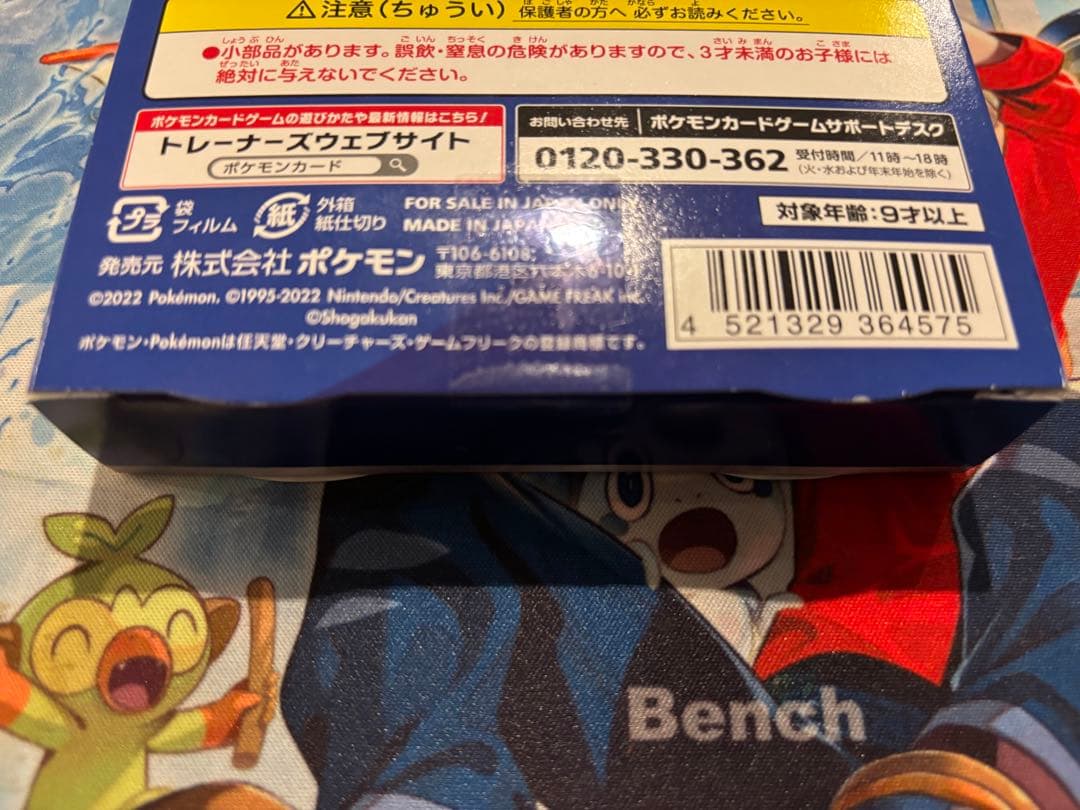 ⚠注意(ちゅうい) 保護者の方へ 必ずお読みください。
●小部品があります。誤飲・窒息の危険がありますので、3才未満のお子様には
絶対に与えないでください。
ポケモンカードゲームの遊びかたや最新情報はこちら!
トレーナーズウェブサイト
ポケモンカード
お問い合わせ先 ポケモンカードゲームサポートデスク
0120-330-362 受付時間/11時~18時
(火・水および年末年始を除く)
プラ 袋
フィルム
紙 外箱
紙仕切り
FOR SALE IN JAPAN ONLY
MADE IN JAPAN
対象年齢:9才以上
発売元 株式会社ポケモン 〒106-6108
東京都港区六本木6-10
©2022 Pokémon. ©1995-2022 Nintendo/Creatures Inc./GAME FREAK inc.
©Shogakukan
ポケモン・Pokémonは任天堂・クリーチャーズ・ゲームフリークの登録商標です。
4 521329 364575
Bench